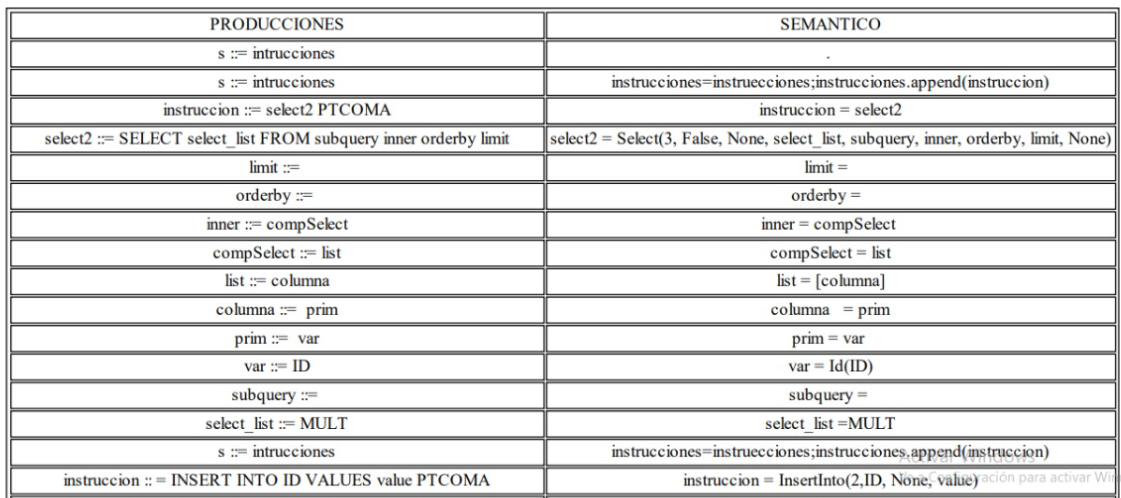 PRODUCCIONES SEMANTICO
s ::= intrucciones .
s ::= intrucciones instrucciones=instruecciones;instrucciones.append(instruccion)
instruccion ::= select2 PTCOMA instruccion = select2
select2 ::= SELECT select_list FROM subquery inner orderby limit select2 = Select(3, False, None, select_list, subquery, inner, orderby, limit, None)
limit ::= limit =
orderby ::= orderby =
inner ::= compSelect inner = compSelect
compSelect ::= list compSelect = list
list ::= columna list = [columna]
columna ::= prim columna = prim
prim ::= var prim = var
var ::= ID var = Id(ID)
subquery ::= subquery =
select_list ::= MULT select_list =MULT
s ::= intrucciones instrucciones=instruecciones;instrucciones.append(instruccion)
Activar Windows
instruccion :: = INSERT INTO ID VALUES value PTCOMA instruccion = InsertInto(2,ID, None, value)
Ve a Configuración para activar Win